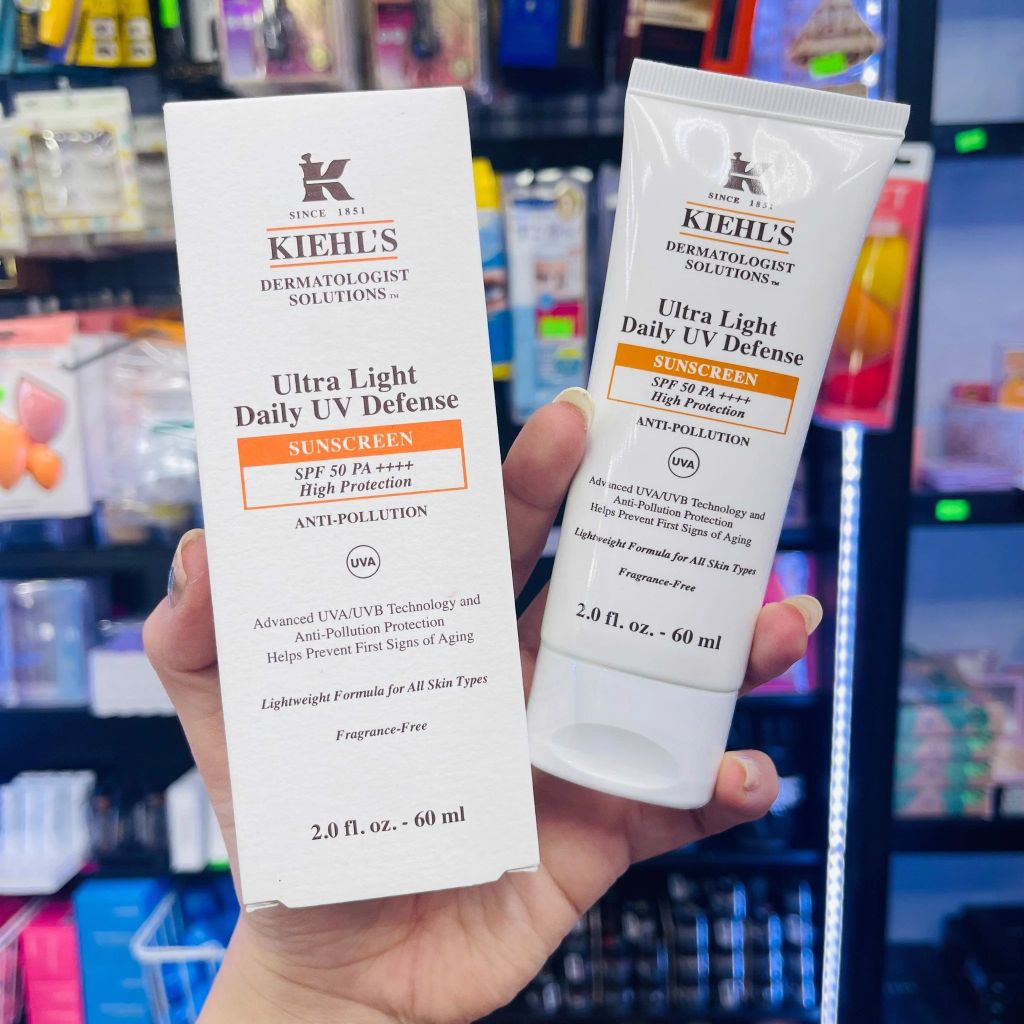 K
SINCE 1851
KIEHL'S
DERMATOLOGIST
SOLUTIONS™
Ultra Light
Daily UV Defense
SUNSCREEN
SPF 50 PA ++++
High Protection
ANTI-POLLUTION
UVA
Advanced UVA/UVB Technology and
Anti-Pollution Protection
Helps Prevent First Signs of Aging
Lightweight Formula for All Skin Types
Fragrance-Free
2.0 fl. oz. - 60 ml
K
SINCE 1851
KIEHL'S
DERMATOLOGIST
SOLUTIONS™
Ultra Light
Daily UV Defense
SUNSCREEN
SPF 50 PA ++++
High Protection
ANTI-POLLUTION
UVA
Advanced UVA/UVB Technology and
Anti-Pollution Protection
Helps Prevent First Signs of Aging
Lightweight Formula for All Skin Types
Fragrance-Free
2.0 fl. oz. - 60 ml